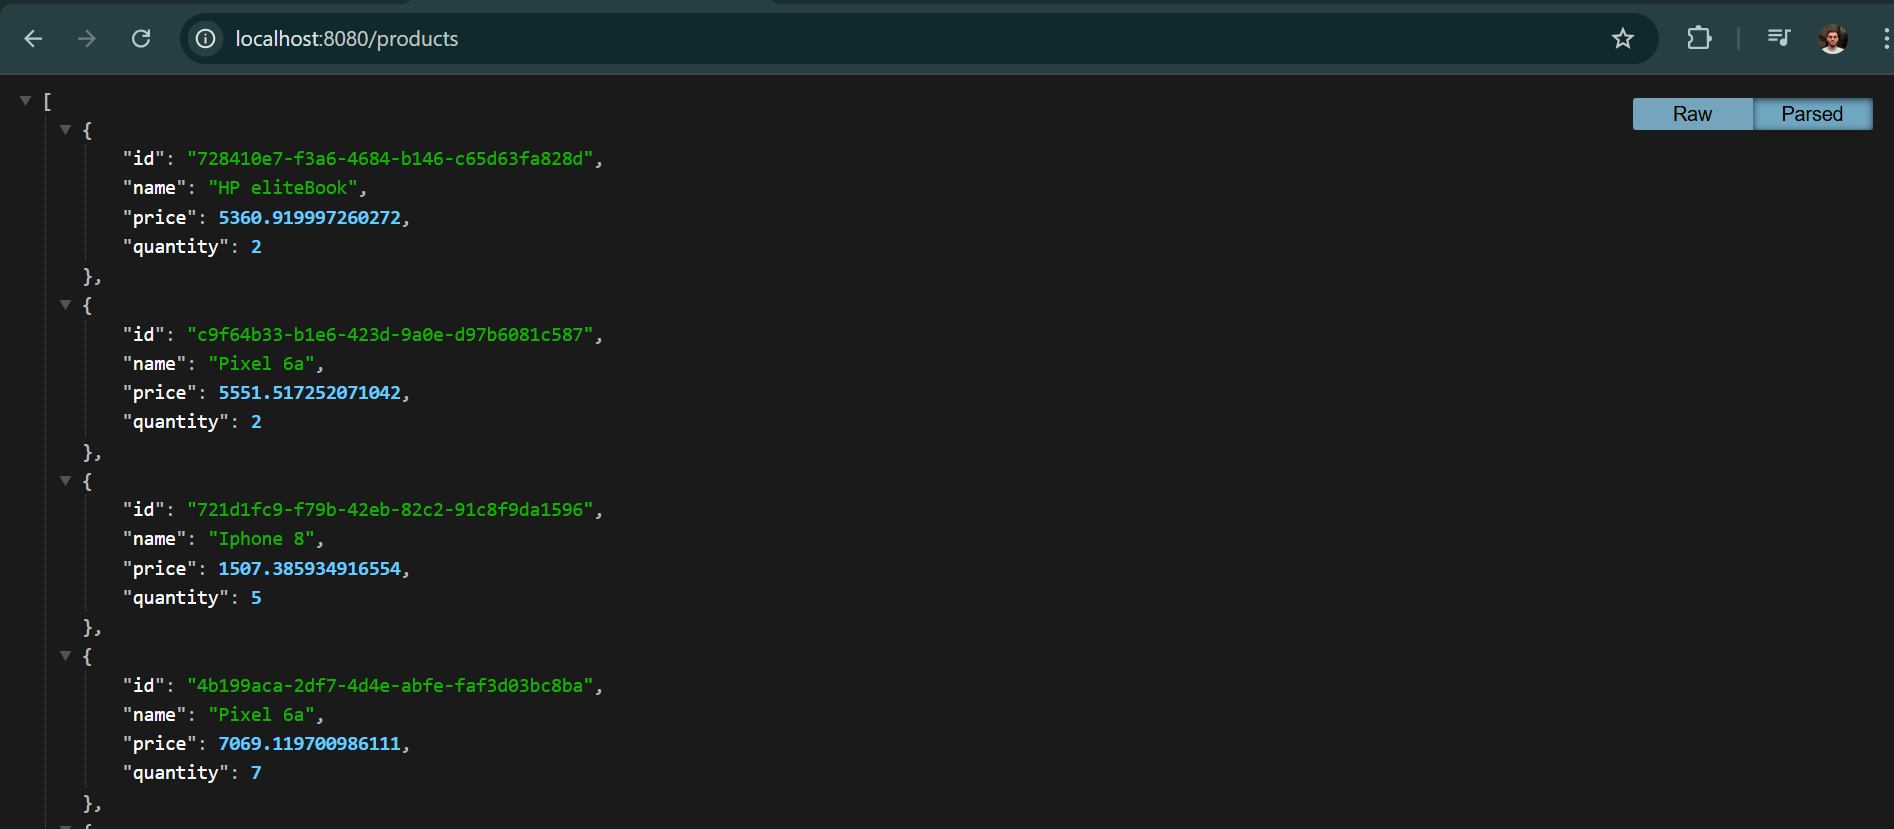 localhost:8080/products
Raw Parsed
[
{
"id": "728410e7-f3a6-4684-b146-c65d63fa828d",
"name": "HP eliteBook",
"price": 5360.919997260272,
"quantity": 2
},
{
"id": "c9f64b33-b1e6-423d-9a0e-d97b6081c587",
"name": "Pixel 6a",
"price": 5551.517252071042,
"quantity": 2
},
{
"id": "721d1fc9-f79b-42eb-82c2-91c8f9da1596",
"name": "Iphone 8",
"price": 1507.385934916554,
"quantity": 5
},
{
"id": "4b199aca-2df7-4d4e-abfe-faf3d03bc8ba",
"name": "Pixel 6a",
"price": 7069.119700986111,
"quantity": 7
},
{